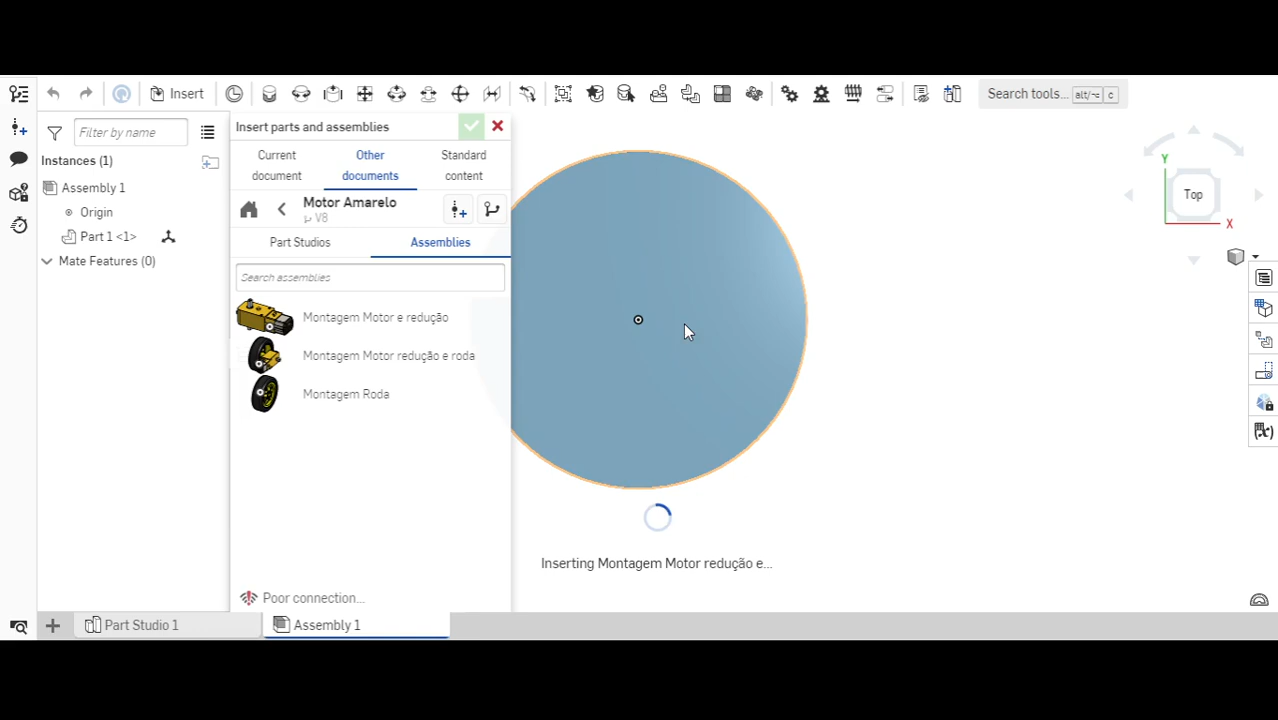 Insert
Search tools... alt/⌥ c
Filter by name
Instances (1)
Assembly 1
Origin
Part 1 <1>
Mate Features (0)
Insert parts and assemblies
Current document
Other documents
Standard content
Motor Amarelo
V8
Part Studios
Assemblies
Search assemblies
Montagem Motor e redução
Montagem Motor redução e roda
Montagem Roda
Poor connection...
Inserting Montagem Motor redução e...
Y
Top
X
Part Studio 1
Assembly 1